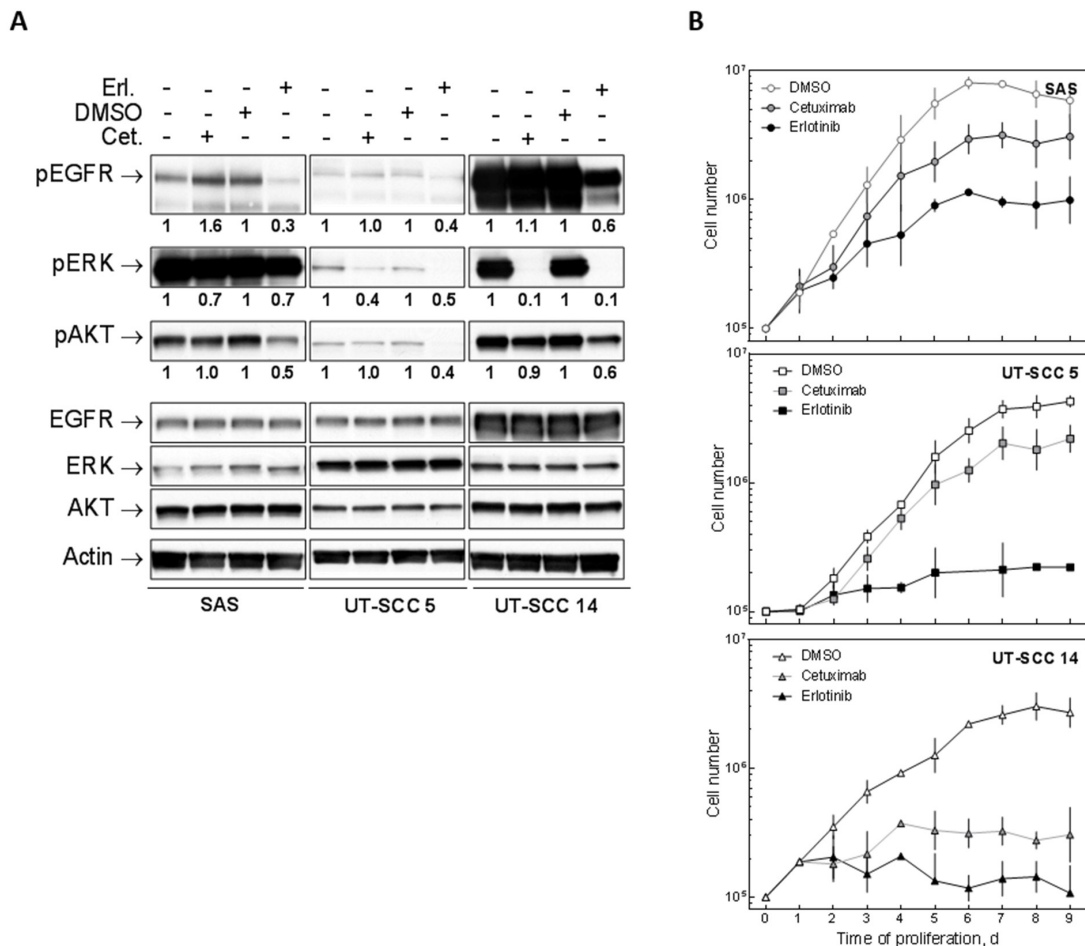 A
Erl. - - - + - - - + - - - +
DMSO - - + - - - + - - - + -
Cet. - + - - - + - - - + - -
pEGFR →
1 1.6 1 0.3 1 1.0 1 0.4 1 1.1 1 0.6
pERK →
1 0.7 1 0.7 1 0.4 1 0.5 1 0.1 1 0.1
pAKT →
1 1.0 1 0.5 1 1.0 1 0.4 1 0.9 1 0.6
EGFR →
ERK →
AKT →
Actin →
SAS UT-SCC 5 UT-SCC 14
B
10⁷
DMSO
SAS
Cetuximab
Erlotinib
Cell number
10⁶
10⁵
10⁷
DMSO
UT-SCC 5
Cetuximab
Erlotinib
Cell number
10⁶
10⁵
10⁷
DMSO
UT-SCC 14
Cetuximab
Erlotinib
Cell number
10⁶
10⁵
0 1 2 3 4 5 6 7 8 9
Time of proliferation, d